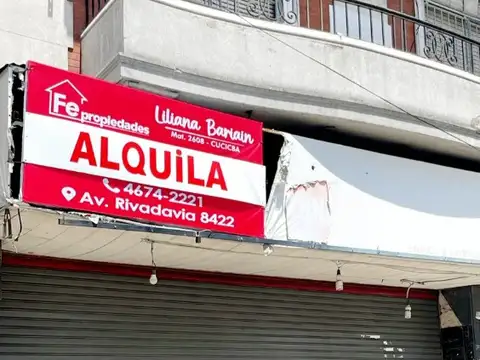 Fe propiedades
Liliana Bariain
Mat. 2608 - CUCICBA
ALQUiLA
4674-2221
Av. Rivadavia 8422